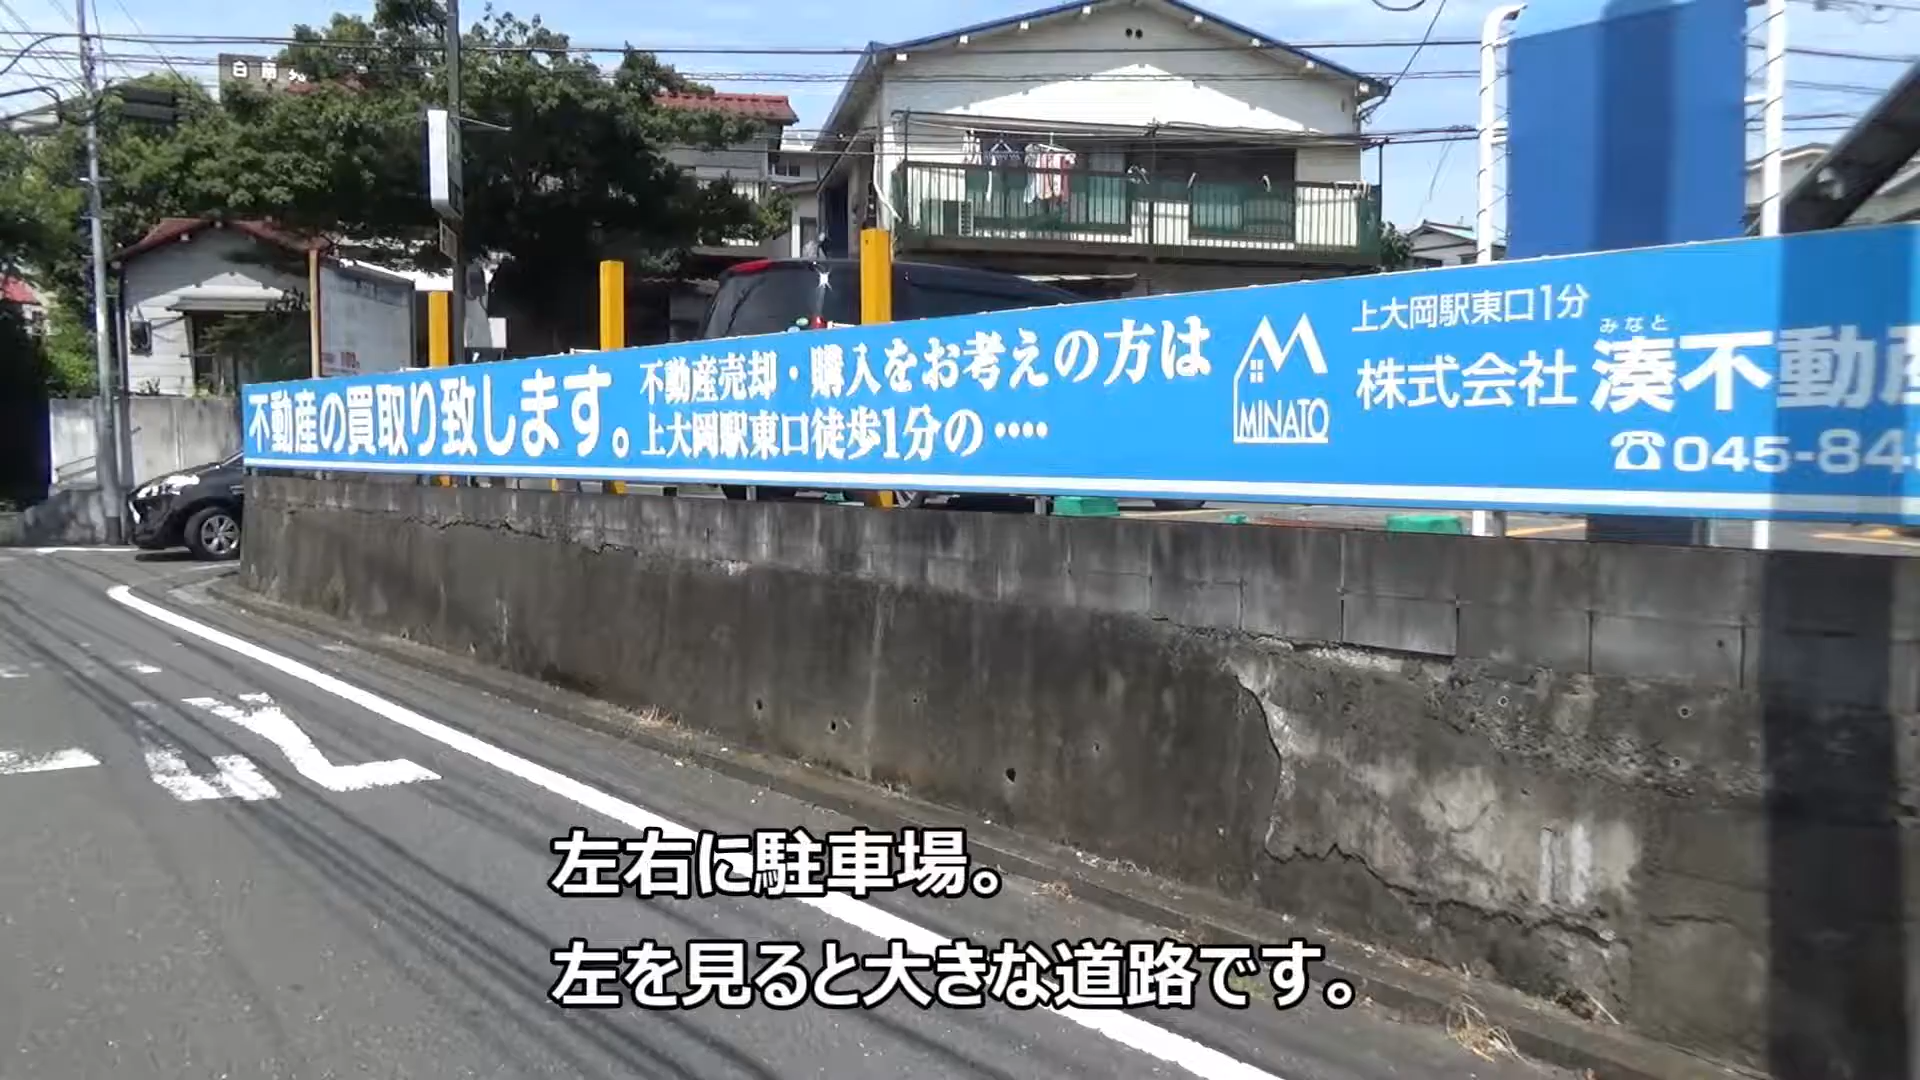 不動産の買取り致します。
不動産売却・購入をお考えの方は
上大岡駅東口徒歩1分の‥‥
MINATO
上大岡駅東口1分
みなと
株式会社 湊不動産
☎045-848
左右に駐車場。
左を見ると大きな道路です。